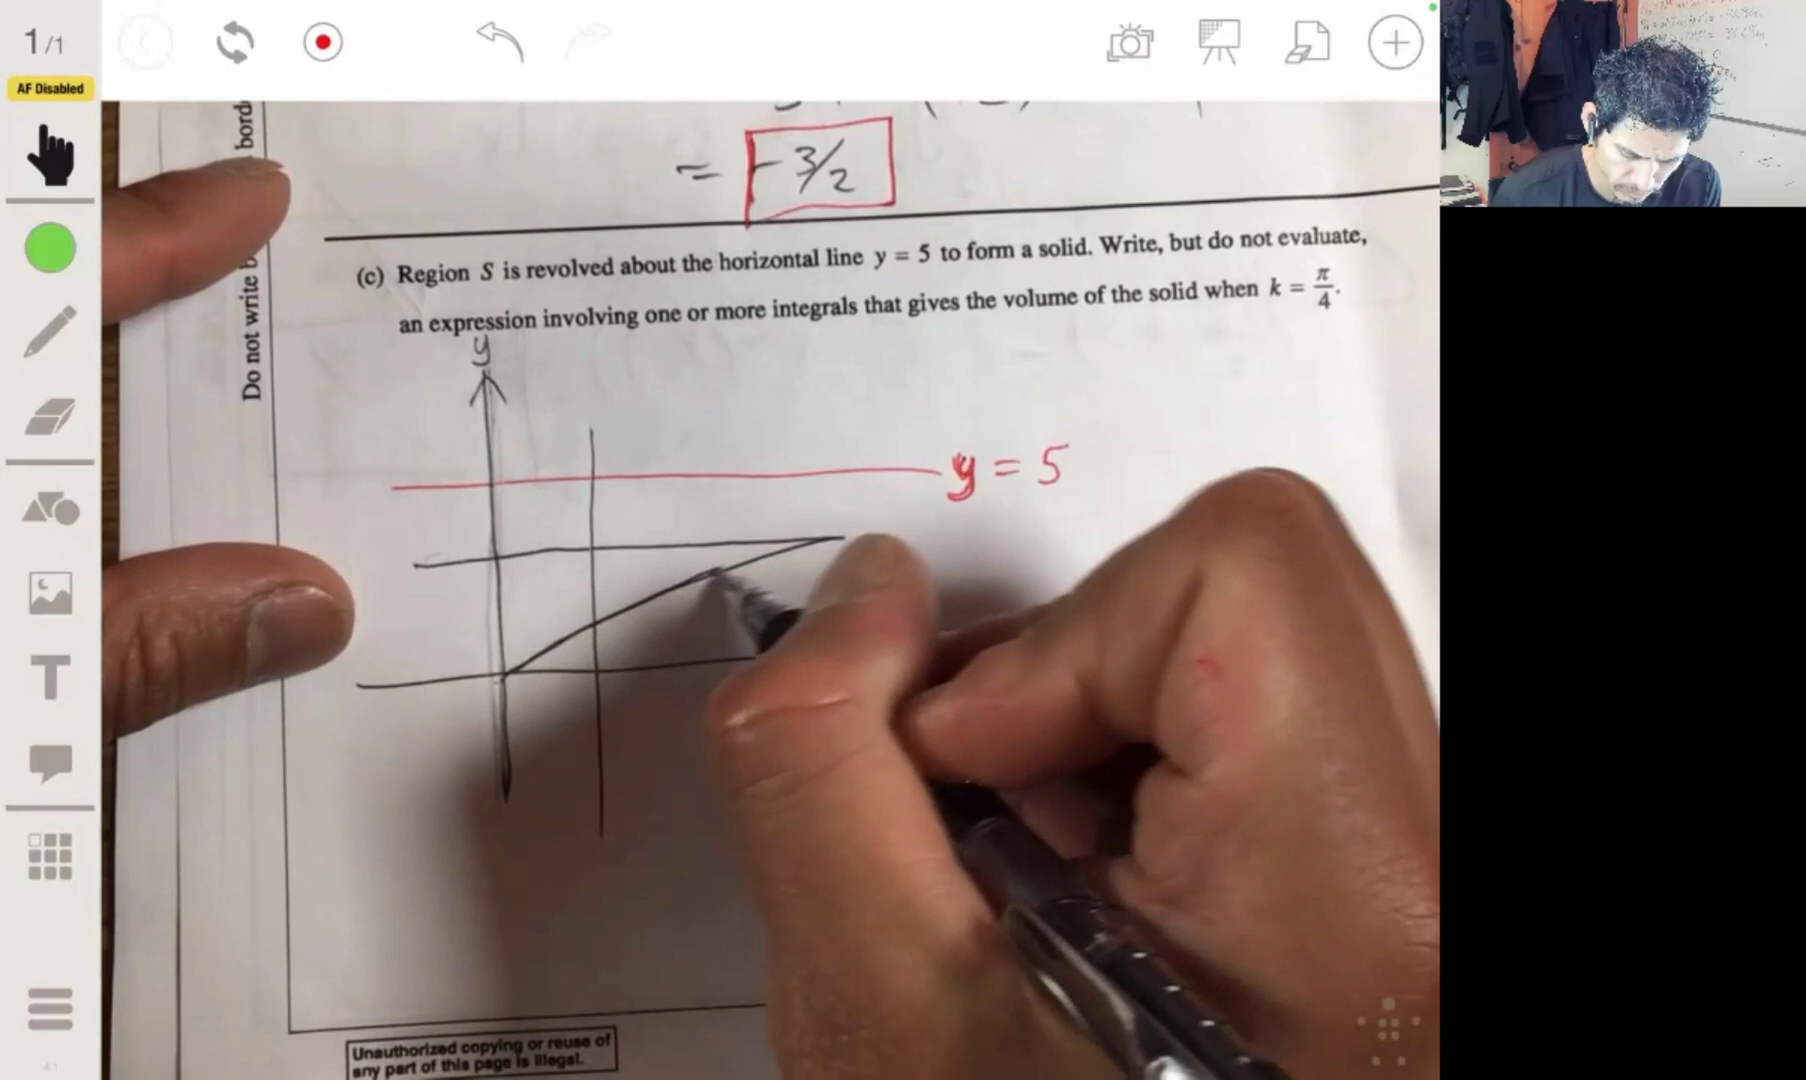 1/1
AF Disabled
= -3/2
(c) Region S is revolved about the horizontal line y = 5 to form a solid. Write, but do not evaluate,
an expression involving one or more integrals that gives the volume of the solid when k = π/4.
Do not write b
bord
y
y = 5
T
Unauthorized copying or reuse of
any part of this page is illegal.